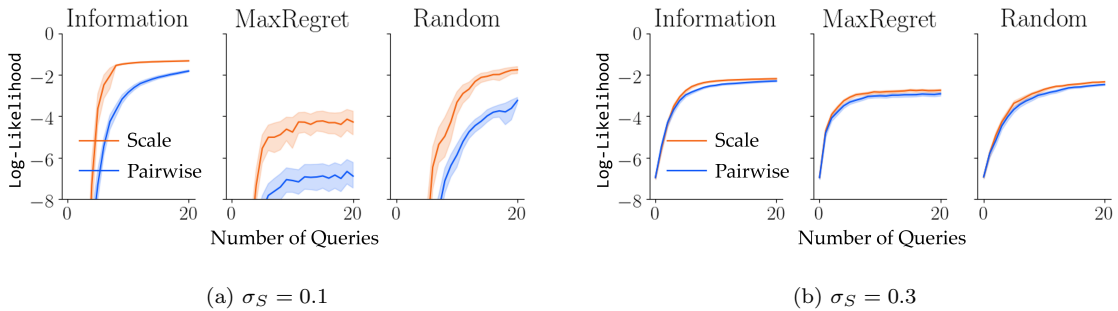 Information MaxRegret Random
0
−2
−4
−6
−8
Log-Likelihood
Scale
Pairwise
0 20 0 20 0 20
Number of Queries
(a) σS = 0.1
Information MaxRegret Random
0
−2
−4
−6
−8
Log-Likelihood
Scale
Pairwise
0 20 0 20 0 20
Number of Queries
(b) σS = 0.3